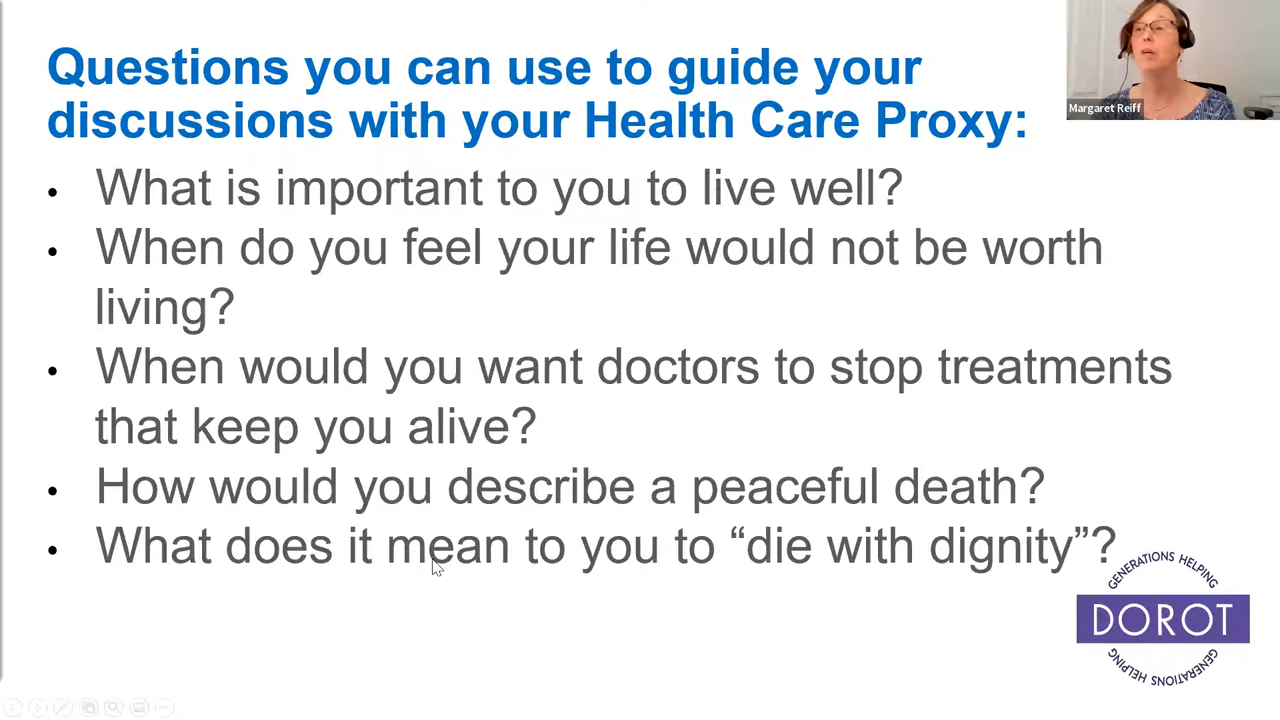 Questions you can use to guide your
discussions with your Health Care Proxy:
Margaret Reiff
• What is important to you to live well?
• When do you feel your life would not be worth
living?
• When would you want doctors to stop treatments
that keep you alive?
• How would you describe a peaceful death?
• What does it mean to you to “die with dignity”?
GENERATIONS HELPING
DOROT
GENERATIONS HELPING